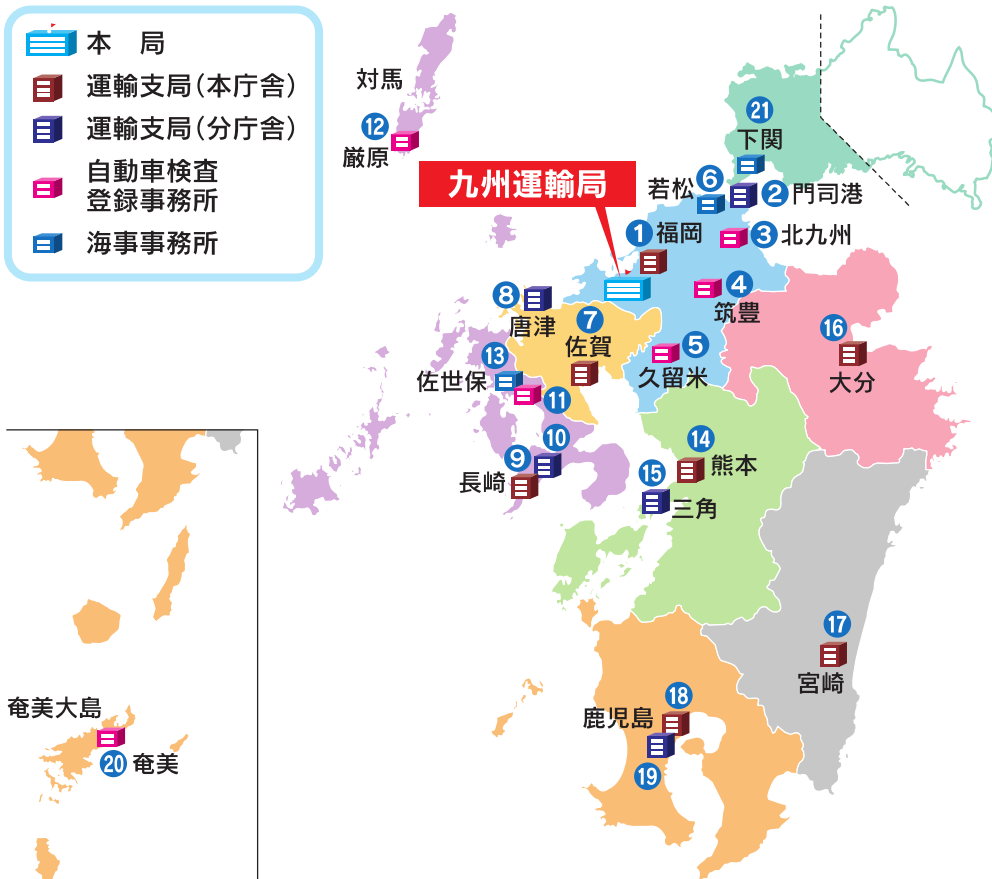 本 局
運輸支局（本庁舎）
運輸支局（分庁舎）
自動車検査
登録事務所
海事事務所
対馬
12
厳原
九州運輸局
21
下関
6
若松
2 門司港
1 福岡
3 北九州
4
筑豊
8
唐津
7
佐賀
5
久留米
16
大分
13
佐世保
11
10
9
長崎
14
熊本
15
三角
17
宮崎
18
鹿児島
19
奄美大島
20 奄美